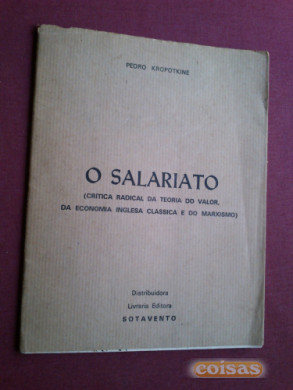 PEDRO KROPOTKINE
O SALARIATO
(CRITICA RADICAL DA TEORIA DO VALOR,
DA ECONOMIA INGLESA CLÁSSICA E DO MARXISMO)
Distribuidora
Livraria Editora
SOTAVENTO
coisas